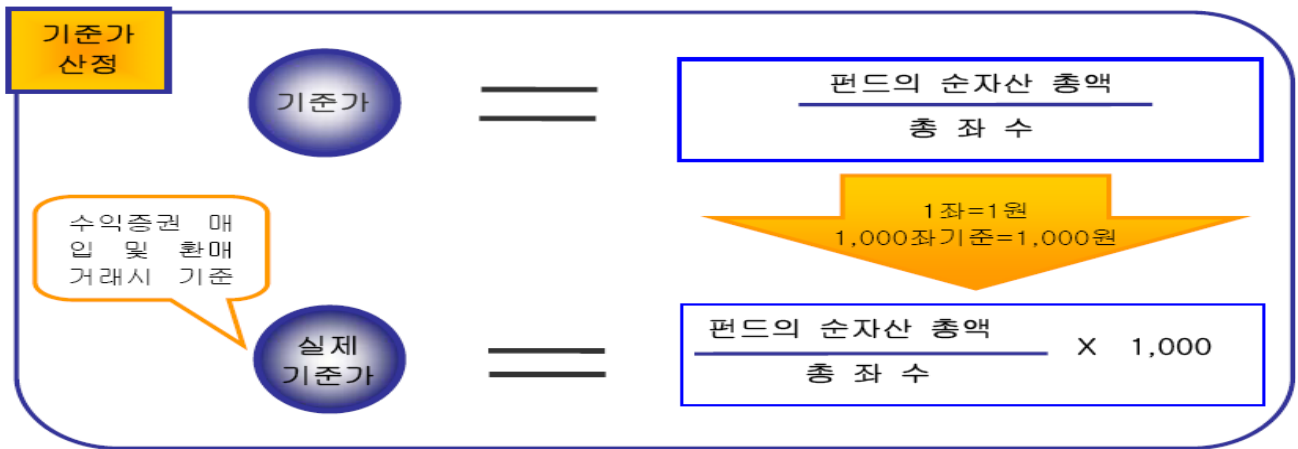 기준가
산정
기준가
펀드의 순자산 총액
총 좌 수
1좌=1원
1,000좌기준=1,000원
수익증권 매
입 및 환매
거래시 기준
실제
기준가
펀드의 순자산 총액
총 좌 수
X 1,000